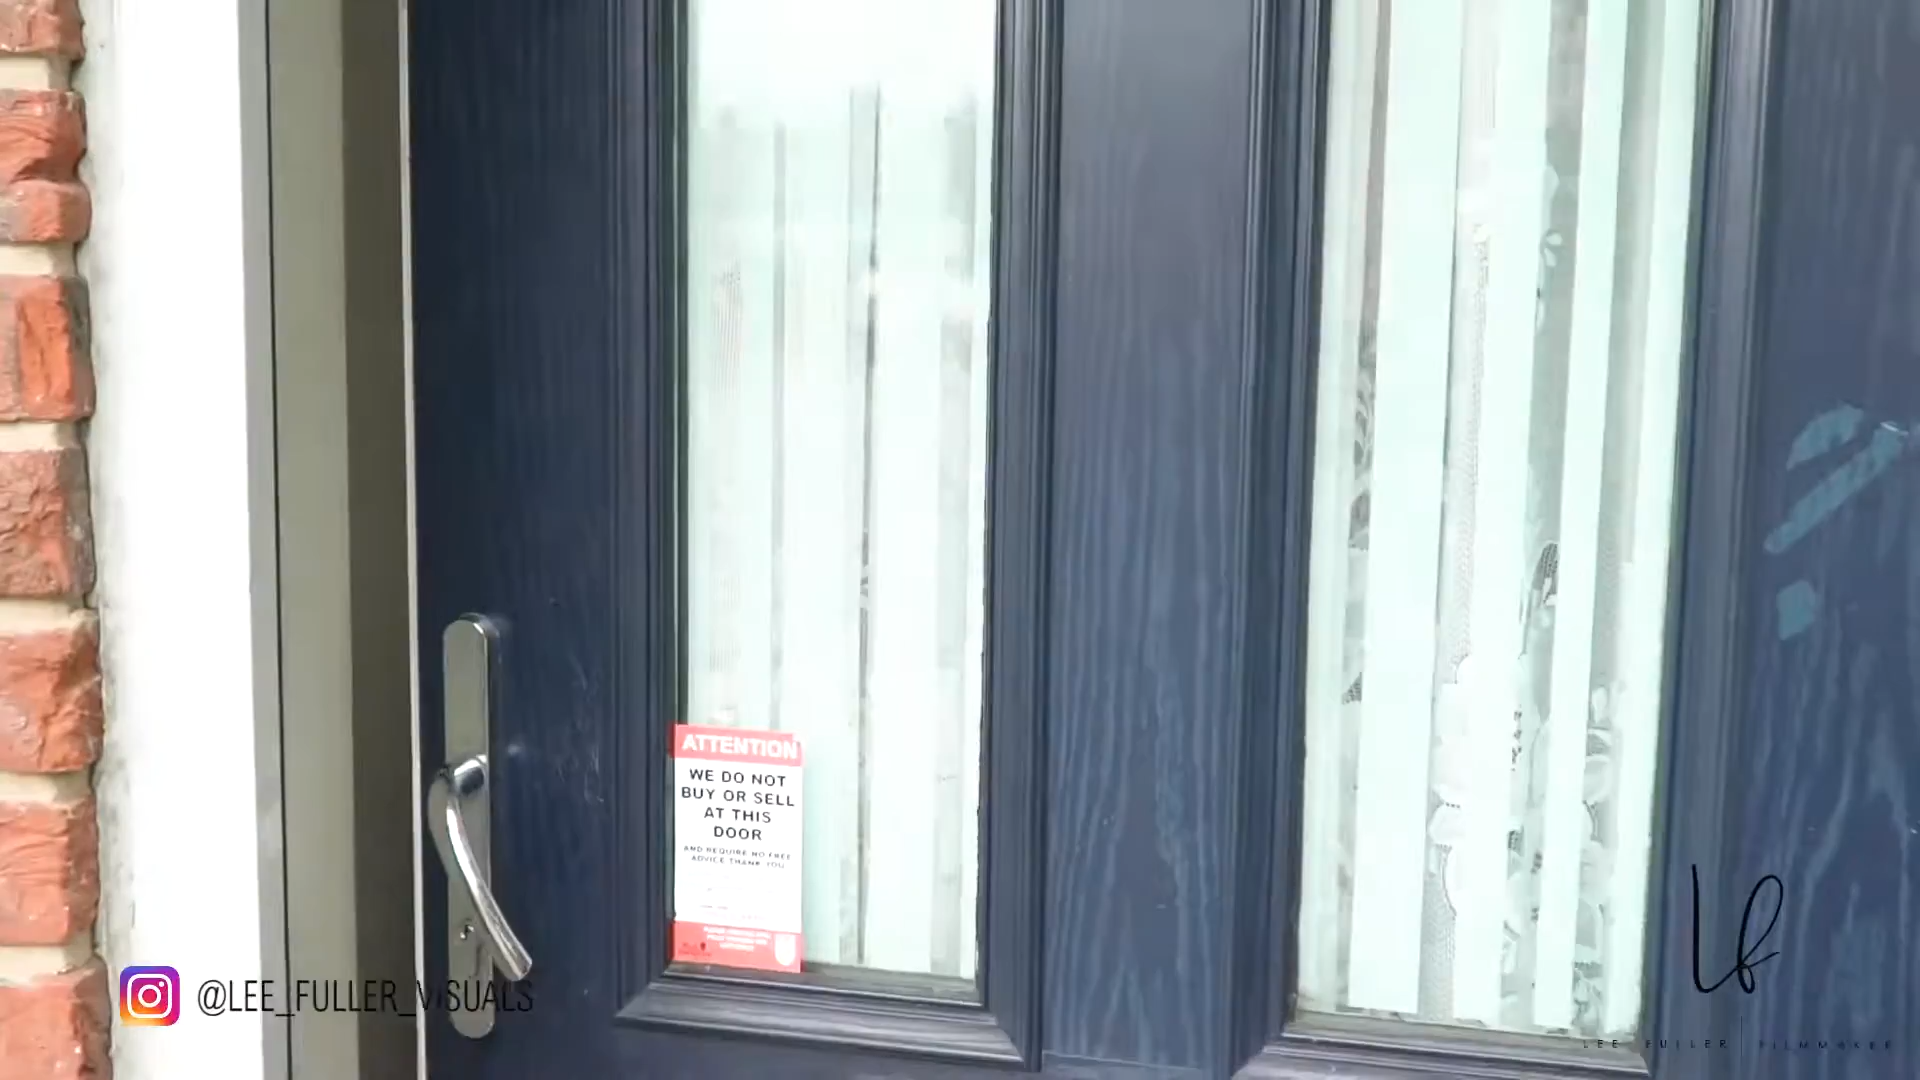 ATTENTION
WE DO NOT
BUY OR SELL
AT THIS
DOOR
AND REQUIRE NO FREE
ADVICE THANK YOU
@LEE_FULLER_VISUALS
LF
LEE FULLER | FILMMAKER